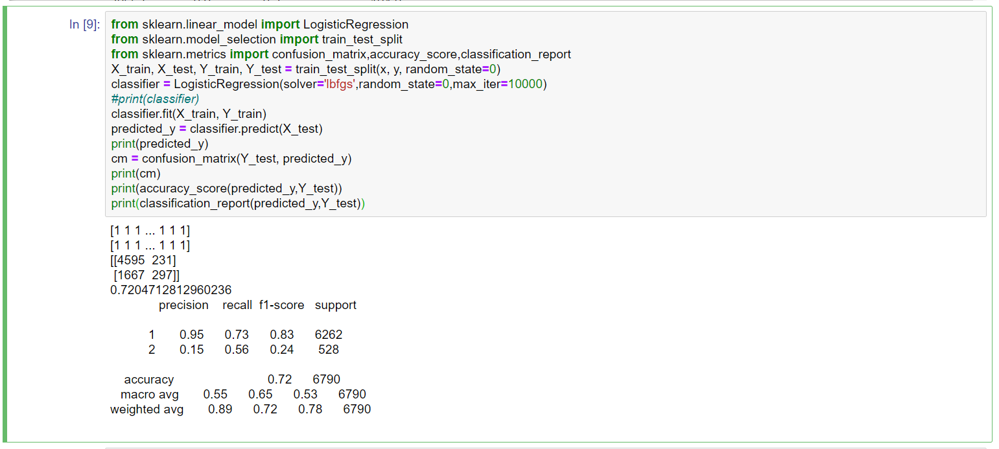 In [9]:
from sklearn.linear_model import LogisticRegression
from sklearn.model_selection import train_test_split
from sklearn.metrics import confusion_matrix,accuracy_score,classification_report
X_train, X_test, Y_train, Y_test = train_test_split(x, y, random_state=0)
classifier = LogisticRegression(solver='lbfgs',random_state=0,max_iter=10000)
#print(classifier)
classifier.fit(X_train, Y_train)
predicted_y = classifier.predict(X_test)
print(predicted_y)
cm = confusion_matrix(Y_test, predicted_y)
print(cm)
print(accuracy_score(predicted_y,Y_test))
print(classification_report(predicted_y,Y_test))
[1 1 1 ... 1 1 1]
[1 1 1 ... 1 1 1]
[[4595 231]
[1667 297]]
0.7204712812960236
precision recall f1-score support
1 0.95 0.73 0.83 6262
2 0.15 0.56 0.24 528
accuracy 0.72 6790
macro avg 0.55 0.65 0.53 6790
weighted avg 0.89 0.72 0.78 6790